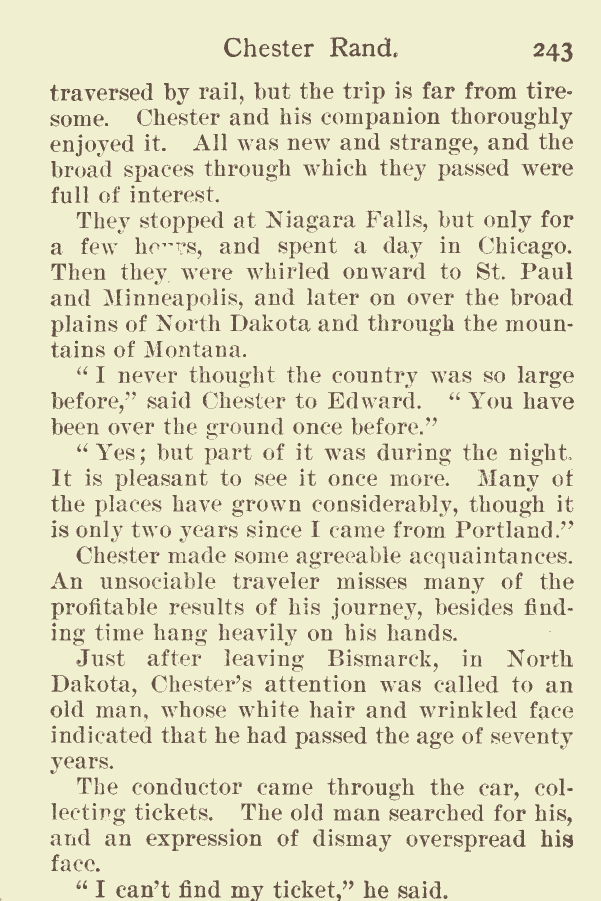 Chester Rand. 243
traversed by rail, but the trip is far from tire-
some. Chester and his companion thoroughly
enjoyed it. All was new and strange, and the
broad spaces through which they passed were
full of interest.
They stopped at Niagara Falls, but only for
a few hours, and spent a day in Chicago.
Then they were whirled onward to St. Paul
and Minneapolis, and later on over the broad
plains of North Dakota and through the moun-
tains of Montana.
“ I never thought the country was so large
before,” said Chester to Edward. “ You have
been over the ground once before.”
“ Yes; but part of it was during the night.
It is pleasant to see it once more. Many of
the places have grown considerably, though it
is only two years since I came from Portland.”
Chester made some agreeable acquaintances.
An unsociable traveler misses many of the
profitable results of his journey, besides find-
ing time hang heavily on his hands.
Just after leaving Bismarck, in North
Dakota, Chester’s attention was called to an
old man, whose white hair and wrinkled face
indicated that he had passed the age of seventy
years.
The conductor came through the car, col-
lecting tickets. The old man searched for his,
and an expression of dismay overspread his
face.
“ I can’t find my ticket,” he said.